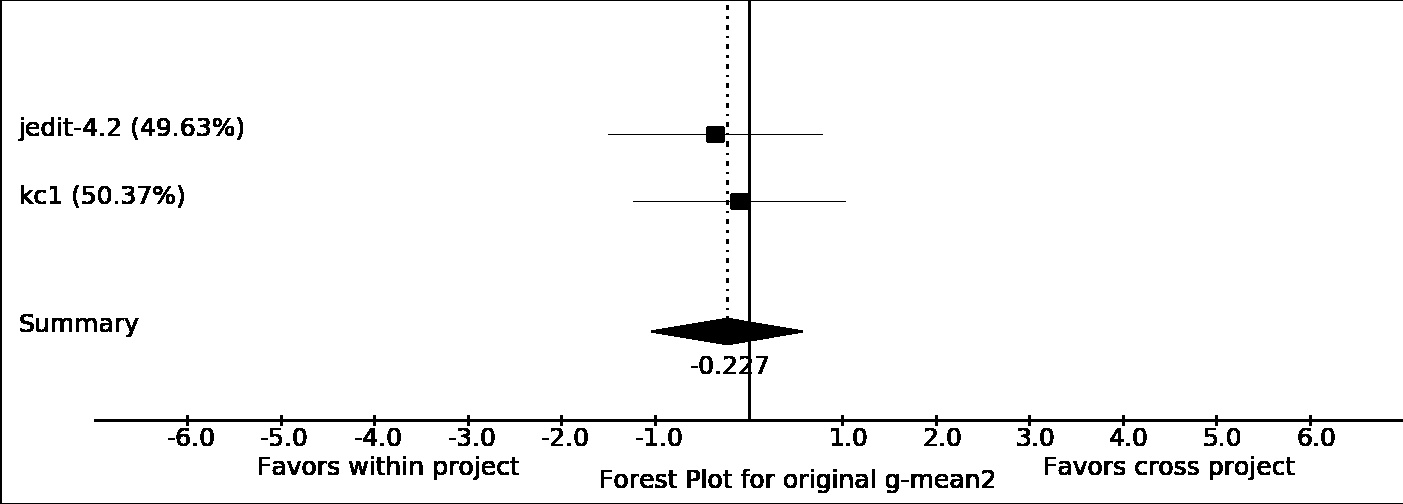 jedit-4.2 (49.63%)
kc1 (50.37%)
Summary
-0.227
-6.0 -5.0 -4.0 -3.0 -2.0 -1.0 1.0 2.0 3.0 4.0 5.0 6.0
Favors within project Favors cross project
Forest Plot for original g-mean2